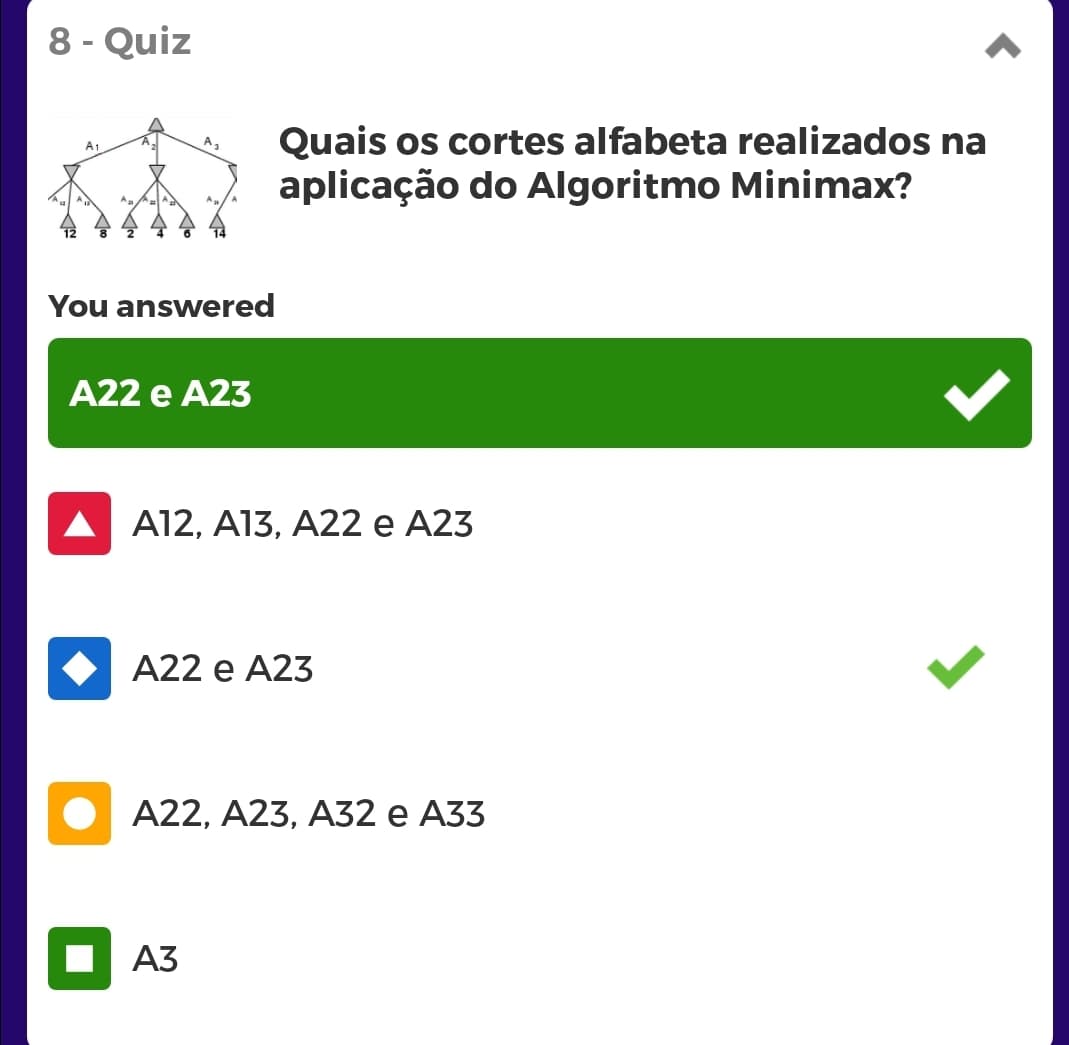 8 - Quiz
A1 A2 A3
A12 A13 A21 A22 A23 A31 A
12 8 2 4 6 14
Quais os cortes alfabeta realizados na
aplicação do Algoritmo Minimax?
You answered
A22 e A23
A12, A13, A22 e A23
A22 e A23
A22, A23, A32 e A33
A3